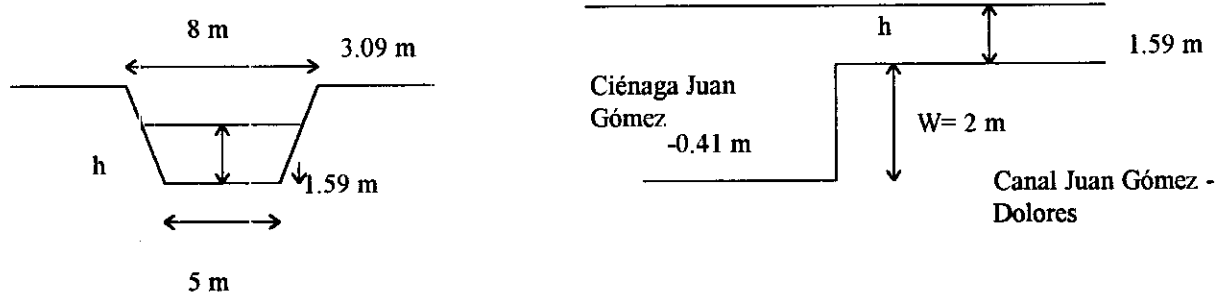 8 m
3.09 m
h
1.59 m
5 m
h
1.59 m
Ciénaga Juan
Gómez
-0.41 m
W= 2 m
Canal Juan Gómez -
Dolores